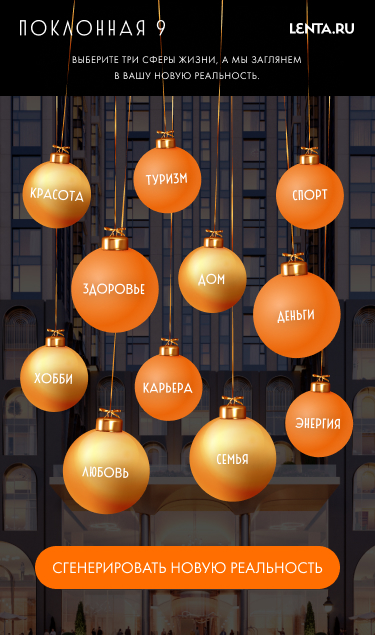 ПОКЛОННАЯ 9
LENTA.RU
ВЫБЕРИТЕ ТРИ СФЕРЫ ЖИЗНИ, А МЫ ЗАГЛЯНЕМ
В ВАШУ НОВУЮ РЕАЛЬНОСТЬ.
КРАСОТА
ТУРИЗМ
СПОРТ
ЗДОРОВЬЕ
ДОМ
ДЕНЬГИ
ХОББИ
КАРЬЕРА
ЭНЕРГИЯ
ЛЮБОВЬ
СЕМЬЯ
СГЕНЕРИРОВАТЬ НОВУЮ РЕАЛЬНОСТЬ